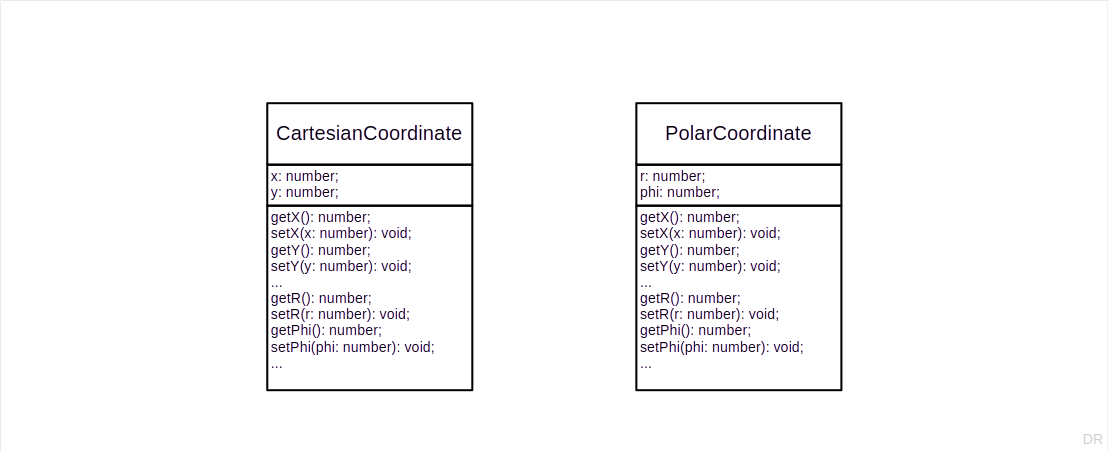 CartesianCoordinate
x: number;
y: number;
getX(): number;
setX(x: number): void;
getY(): number;
setY(y: number): void;
...
getR(): number;
setR(r: number): void;
getPhi(): number;
setPhi(phi: number): void;
...
PolarCoordinate
r: number;
phi: number;
getX(): number;
setX(x: number): void;
getY(): number;
setY(y: number): void;
...
getR(): number;
setR(r: number): void;
getPhi(): number;
setPhi(phi: number): void;
...
DR